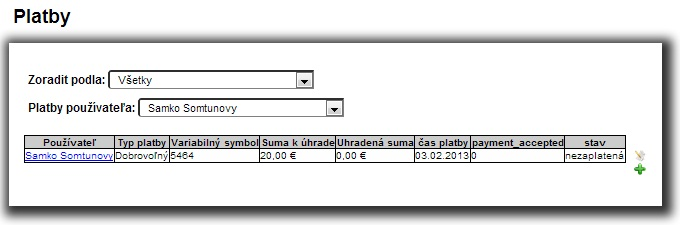 Platby
Zoradit podla: Všetky
Platby používateľa: Samko Somtunovy
Používateľ Typ platby Variabilný symbol Suma k úhrade Uhradená suma čas platby payment_accepted stav
Samko Somtunovy Dobrovoľný 5464 20,00 € 0,00 € 03.02.2013 0 nezaplatená